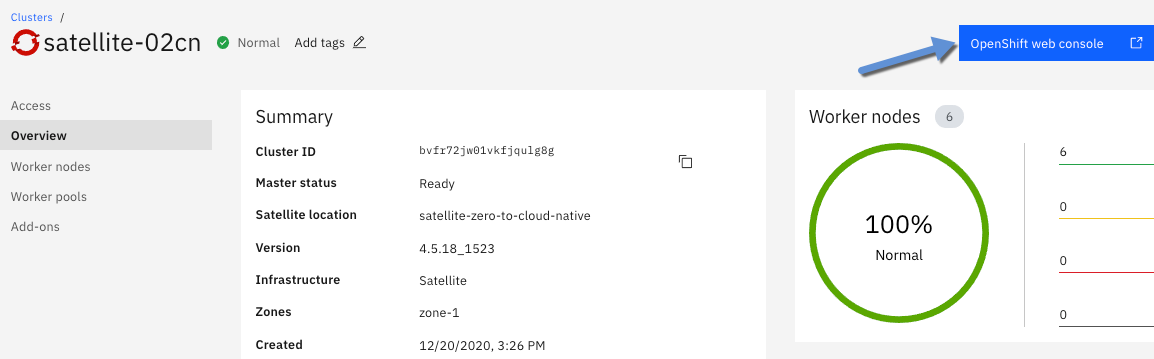 Clusters /
satellite-02cn Normal Add tags
OpenShift web console
Access
Overview
Worker nodes
Worker pools
Add-ons
Summary
Cluster ID bvfr72jw01vkfjqulg8g
Master status Ready
Satellite location satellite-zero-to-cloud-native
Version 4.5.18_1523
Infrastructure Satellite
Zones zone-1
Created 12/20/2020, 3:26 PM
Worker nodes 6
100%
Normal
6
0
0
0